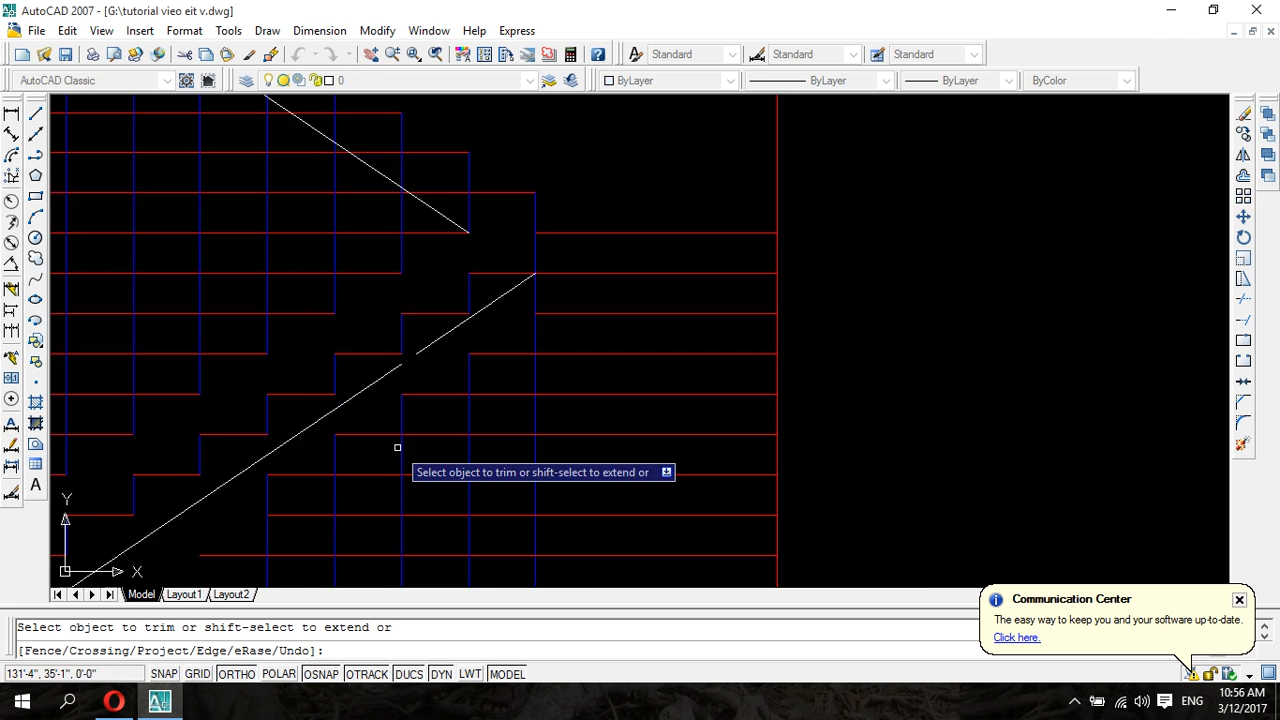 AutoCAD 2007 - [G:\tutorial vieo eit v.dwg]
File Edit View Insert Format Tools Draw Dimension Modify Window Help Express
Standard Standard Standard
AutoCAD Classic 0 ByLayer ByLayer ByLayer ByColor
Select object to trim or shift-select to extend or
A
A
Y
X
Model Layout1 Layout2
Communication Center
The easy way to keep you and your software up-to-date.
Click here.
Select object to trim or shift-select to extend or
[Fence/Crossing/Project/Edge/eRase/Undo]:
131'-4", 35'-1", 0'-0" SNAP GRID ORTHO POLAR OSNAP OTRACK DUCS DYN LWT MODEL
ENG
10:56 AM
3/12/2017